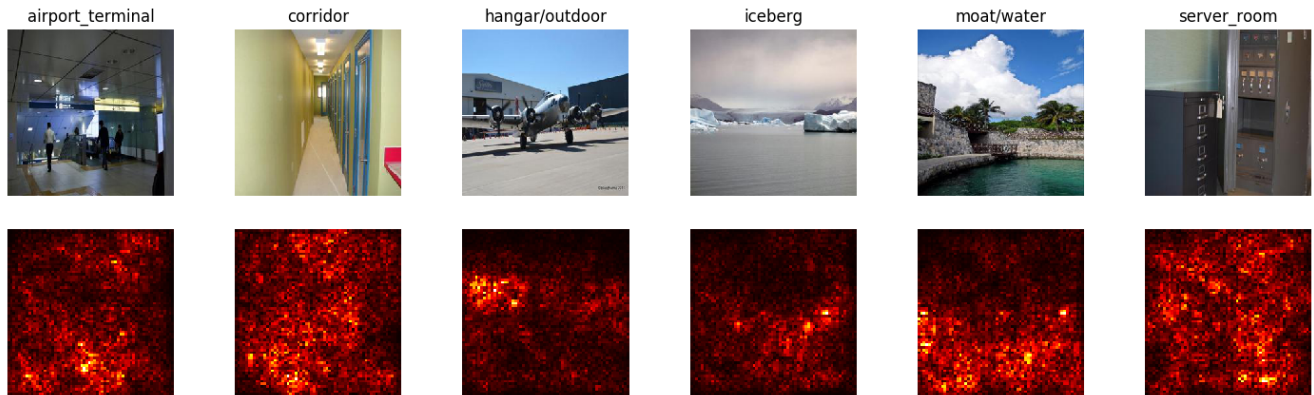 airport_terminal
corridor
hangar/outdoor
iceberg
moat/water
server_room